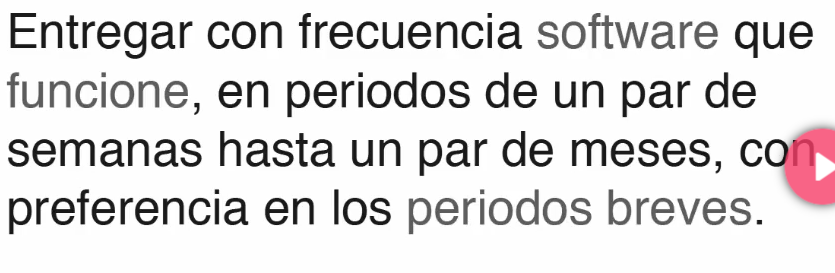 Entregar con frecuencia software que
funcione, en periodos de un par de
semanas hasta un par de meses, con
preferencia en los periodos breves.